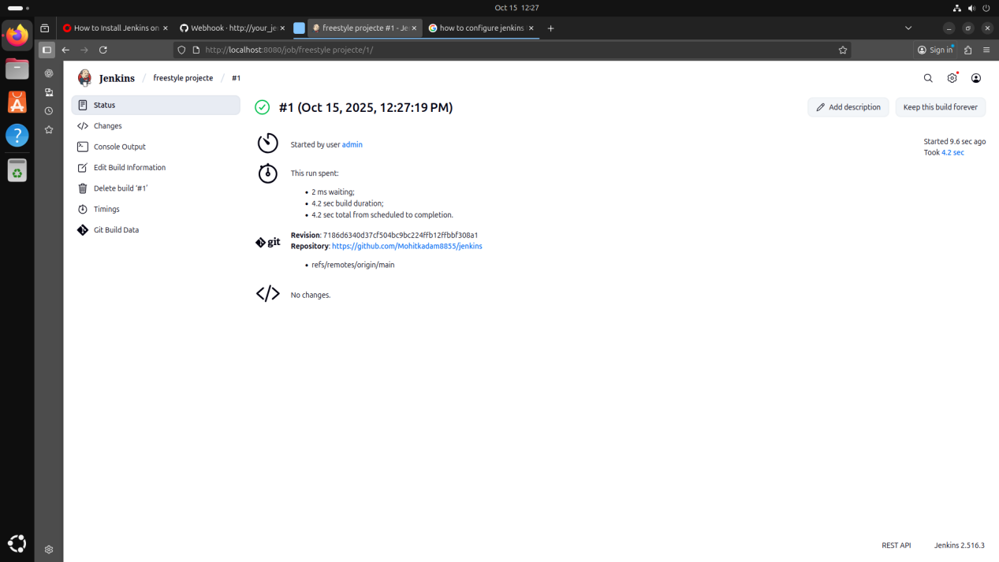 Oct 15 12:27
How to Install Jenkins on
Webhook · http://your_je
freestyle projecte #1 - Je
how to configure jenkins
http://localhost:8080/job/freestyle projecte/1/
Sign in
Jenkins / freestyle projecte / #1
Status
Changes
Console Output
Edit Build Information
Delete build ‘#1’
Timings
Git Build Data
#1 (Oct 15, 2025, 12:27:19 PM)
Add description
Keep this build forever
Started by user admin
Started 9.6 sec ago
Took 4.2 sec
This run spent:
2 ms waiting;
4.2 sec build duration;
4.2 sec total from scheduled to completion.
git
Revision: 7186d6340d37cf504bc9bc224ffb12ffbbf308a1
Repository: https://github.com/Mohitkadam8855/jenkins
refs/remotes/origin/main
No changes.
REST API
Jenkins 2.516.3